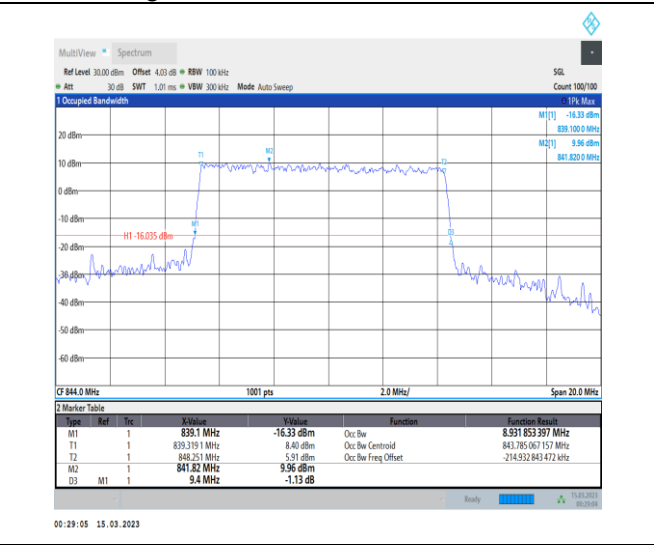 MultiView Spectrum
Ref Level 30.00 dBm Offset 4.03 dB RBW 100 kHz SGL
Att 30 dB SWT 1.01 ms VBW 300 kHz Mode Auto Sweep Count 100/100
1 Occupied Bandwidth 1Pk Max
M1[1] -16.33 dBm
839.1000 MHz
M2[1] 9.96 dBm
841.8200 MHz
20 dBm
T1 M2 T2
10 dBm
0 dBm
-10 dBm
M1
H1 -16.035 dBm D3
-20 dBm
-30 dBm
-40 dBm
-50 dBm
-60 dBm
CF 844.0 MHz 1001 pts 2.0 MHz/ Span 20.0 MHz
2 Marker Table
Type Ref Trc X-Value Y-Value Function Function Result
M1 1 839.1 MHz -16.33 dBm Occ Bw 8.931 853 397 MHz
T1 1 839.319 1 MHz 8.40 dBm Occ Bw Centroid 843.785 067 157 MHz
T2 1 848.251 MHz 5.91 dBm Occ Bw Freq Offset -214.932 843 472 kHz
M2 1 841.82 MHz 9.96 dBm
D3 M1 1 9.4 MHz -1.13 dB
Ready 15.03.2023
00:29:04
00:29:05 15.03.2023